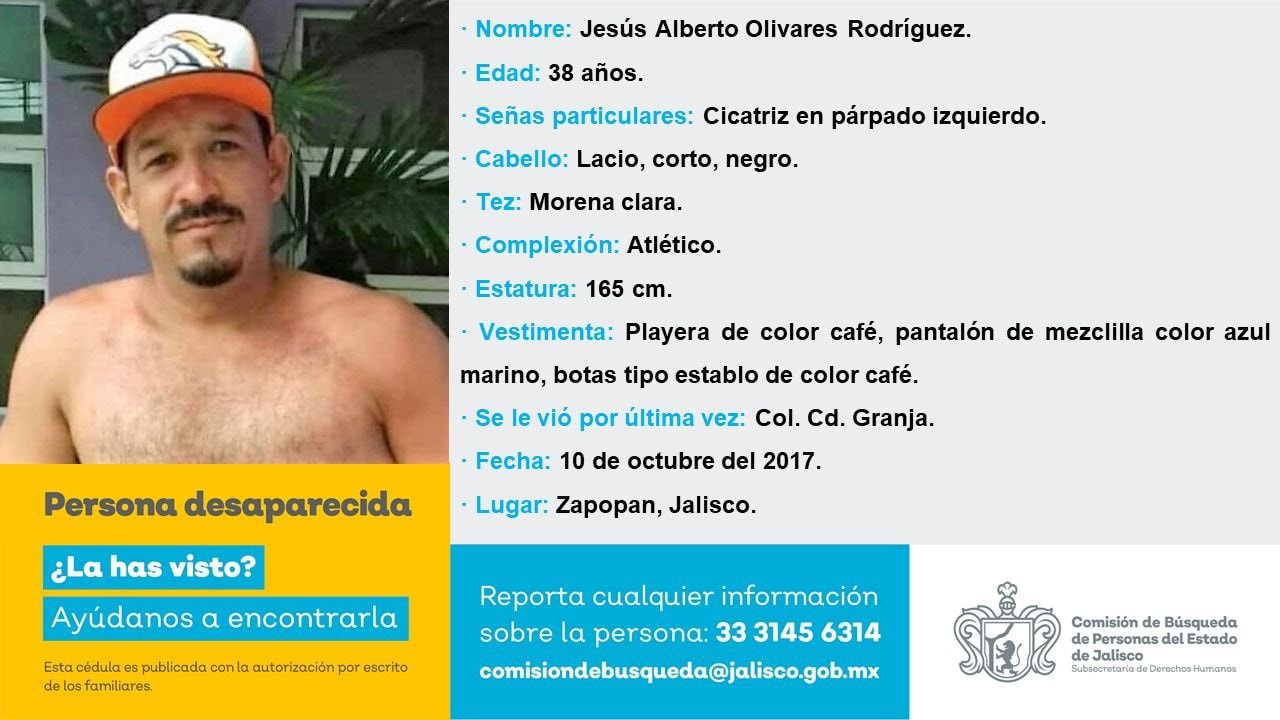 · Nombre: Jesús Alberto Olivares Rodríguez.
· Edad: 38 años.
· Señas particulares: Cicatriz en párpado izquierdo.
· Cabello: Lacio, corto, negro.
· Tez: Morena clara.
· Complexión: Atlético.
· Estatura: 165 cm.
· Vestimenta: Playera de color café, pantalón de mezclilla color azul
marino, botas tipo establo de color café.
· Se le vió por última vez: Col. Cd. Granja.
· Fecha: 10 de octubre del 2017.
· Lugar: Zapopan, Jalisco.
Persona desaparecida
¿La has visto?
Ayúdanos a encontrarla
Esta cédula es publicada con la autorización por escrito
de los familiares.
Reporta cualquier información
sobre la persona: 33 3145 6314
comisiondebusqueda@jalisco.gob.mx
Comisión de Búsqueda
de Personas del Estado
de Jalisco
Subsecretaría de Derechos Humanos